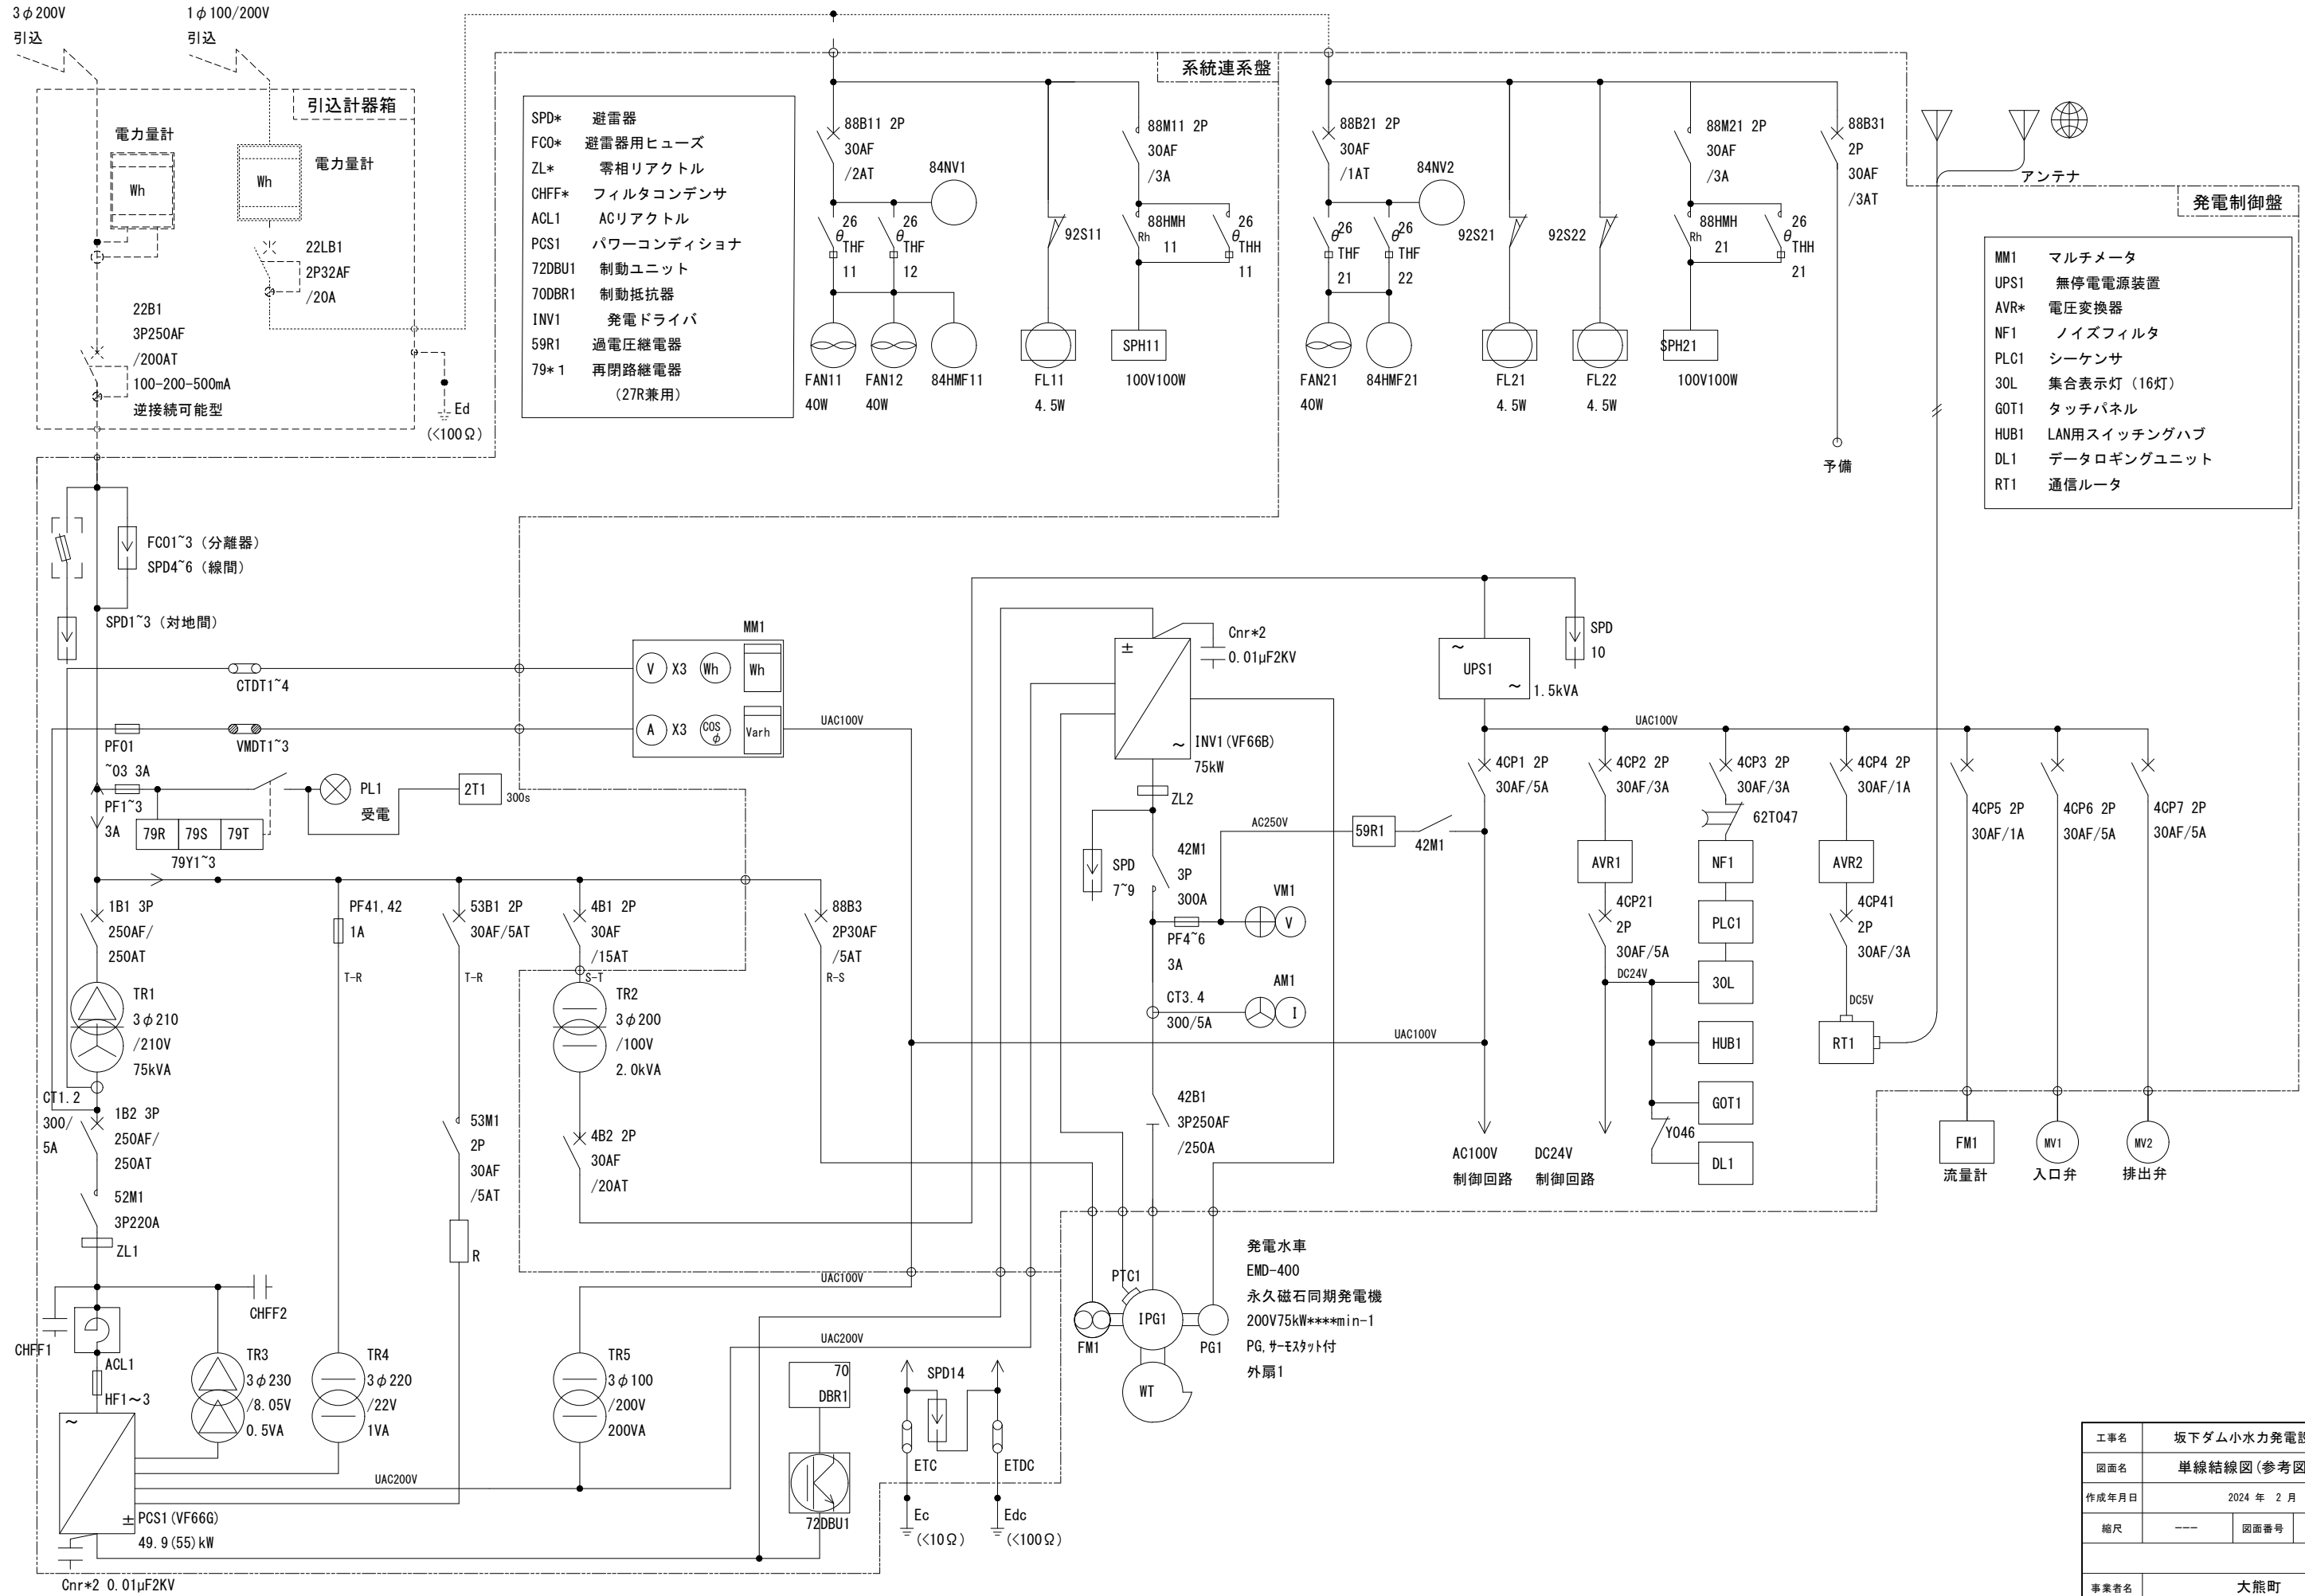 3φ200V
引込
1φ100/200V
引込
引込計器箱
電力量計
Wh
電力量計
Wh
22LB1
2P32AF
/20A
22B1
3P250AF
/200AT
100-200-500mA
逆接続可能型
Ed
(<100Ω)
系統連系盤
SPD* 避雷器
FCO* 避雷器用ヒューズ
ZL* 零相リアクトル
CHFF* フィルタコンデンサ
ACL1 ACリアクトル
PCS1 パワーコンディショナ
72DBU1 制動ユニット
70DBR1 制動抵抗器
INV1 発電ドライバ
59R1 過電圧継電器
79*1 再閉路継電器
(27R兼用)
88B11 2P
30AF
/2AT
84NV1
26
θ
THF
11
26
θ
THF
12
FAN11
40W
FAN12
40W
84HMF11
92S11
FL11
4.5W
88M11 2P
30AF
/3A
88HMH
Rh
11
26
θ
THH
11
SPH11
100V100W
88B21 2P
30AF
/1AT
84NV2
θ26
THF
21
θ26
THF
22
FAN21
40W
84HMF21
92S21
FL21
4.5W
92S22
FL22
4.5W
88M21 2P
30AF
/3A
88HMH
Rh
21
26
θ
THH
21
SPH21
100V100W
88B31
2P
30AF
/3AT
予備
アンテナ
発電制御盤
MM1 マルチメータ
UPS1 無停電電源装置
AVR* 電圧変換器
NF1 ノイズフィルタ
PLC1 シーケンサ
30L 集合表示灯（16灯）
GOT1 タッチパネル
HUB1 LAN用スイッチングハブ
DL1 データロギングユニット
RT1 通信ルータ
FCO1~3（分離器）
SPD4~6（線間）
SPD1~3（対地間）
CTDT1~4
VMDT1~3
PF01
~03 3A
PF1~3
3A
PL1
受電
2T1
300s
79R 79S 79T
79Y1~3
MM1
V X3 Wh Wh
A X3 COSφ Varh
UAC100V
1B1 3P
250AF/
250AT
PF41,42
1A
T-R
53B1 2P
30AF/5AT
T-R
4B1 2P
30AF
/15AT
S-T
88B3
2P30AF
/5AT
R-S
TR1
3φ210
/210V
75kVA
TR2
3φ200
/100V
2.0kVA
CT1.2
300/
5A
1B2 3P
250AF/
250AT
52M1
3P220A
ZL1
53M1
2P
30AF
/5AT
R
4B2 2P
30AF
/20AT
CHFF2
CHFF1
ACL1
HF1～3
TR3
3φ230
/8.05V
0.5VA
TR4
3φ220
/22V
1VA
TR5
3φ100
/200V
200VA
UAC100V
UAC200V
UAC200V
~
±
PCS1(VF66G)
49.9(55)kW
Cnr*2 0.01μF2KV
70
DBR1
72DBU1
SPD14
ETC
ETDC
Ec
(<10Ω)
Edc
(<100Ω)
Cnr*2
0.01μF2KV
±
~
INV1(VF66B)
75kW
ZL2
SPD
7~9
42M1
3P
300A
PF4~6
3A
VM1
V
CT3.4
300/5A
AM1
I
AC250V
59R1
42M1
42B1
3P250AF
/250A
PTC1
FM1
IPG1
PG1
WT
発電水車
EMD-400
永久磁石同期発電機
200V75kW****min-1
PG,サーモスタット付
外扇1
SPD
10
~
UPS1
~
1.5kVA
UAC100V
4CP1 2P
30AF/5A
4CP2 2P
30AF/3A
4CP3 2P
30AF/3A
4CP4 2P
30AF/1A
4CP5 2P
30AF/1A
4CP6 2P
30AF/5A
4CP7 2P
30AF/5A
62T047
AVR1
NF1
AVR2
4CP21
2P
30AF/5A
PLC1
4CP41
2P
30AF/3A
DC24V
30L
DC5V
HUB1
RT1
GOT1
Y046
DL1
UAC100V
AC100V
制御回路
DC24V
制御回路
FM1
流量計
MV1
入口弁
MV2
排出弁
工事名 坂下ダム小水力発電
図面名 単線結線図(参考図
作成年月日 2024 年 2 月
縮尺 --- 図面番号
事業者名 大熊町